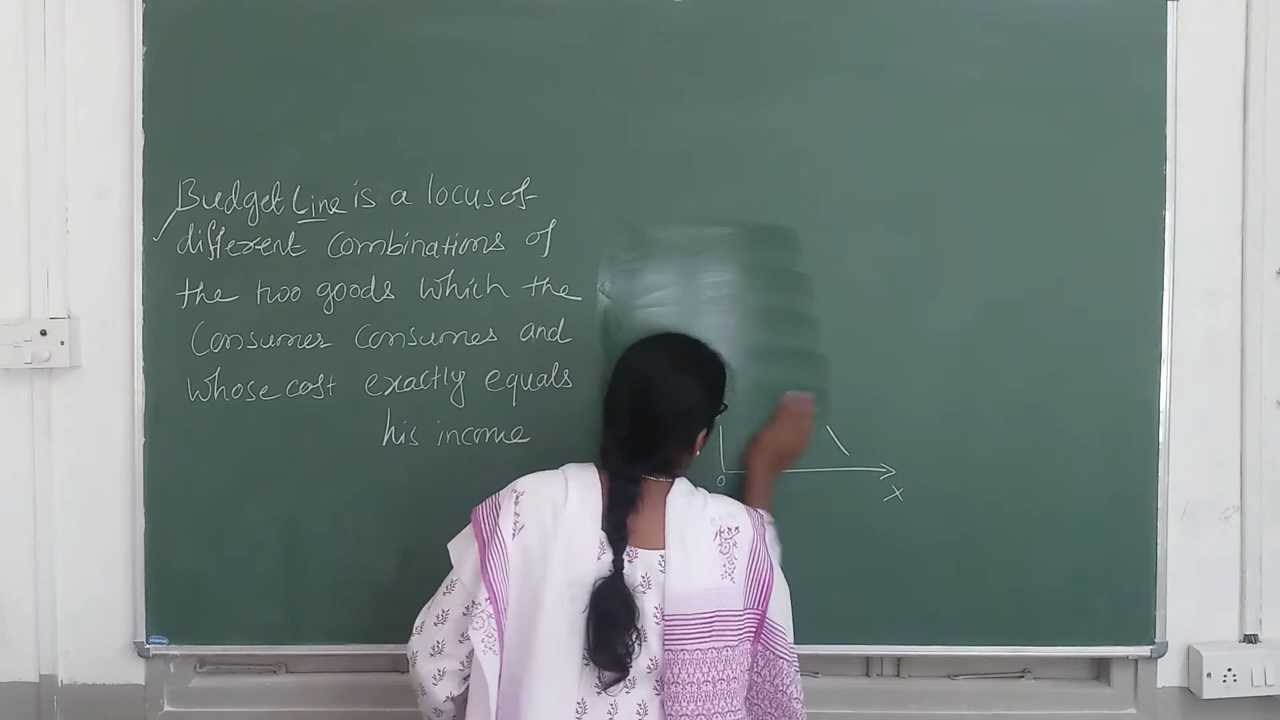 Budget Line is a locus of
different combinations of
the two goods which the
consumer consumes and
whose cost exactly equals
his income
0
X